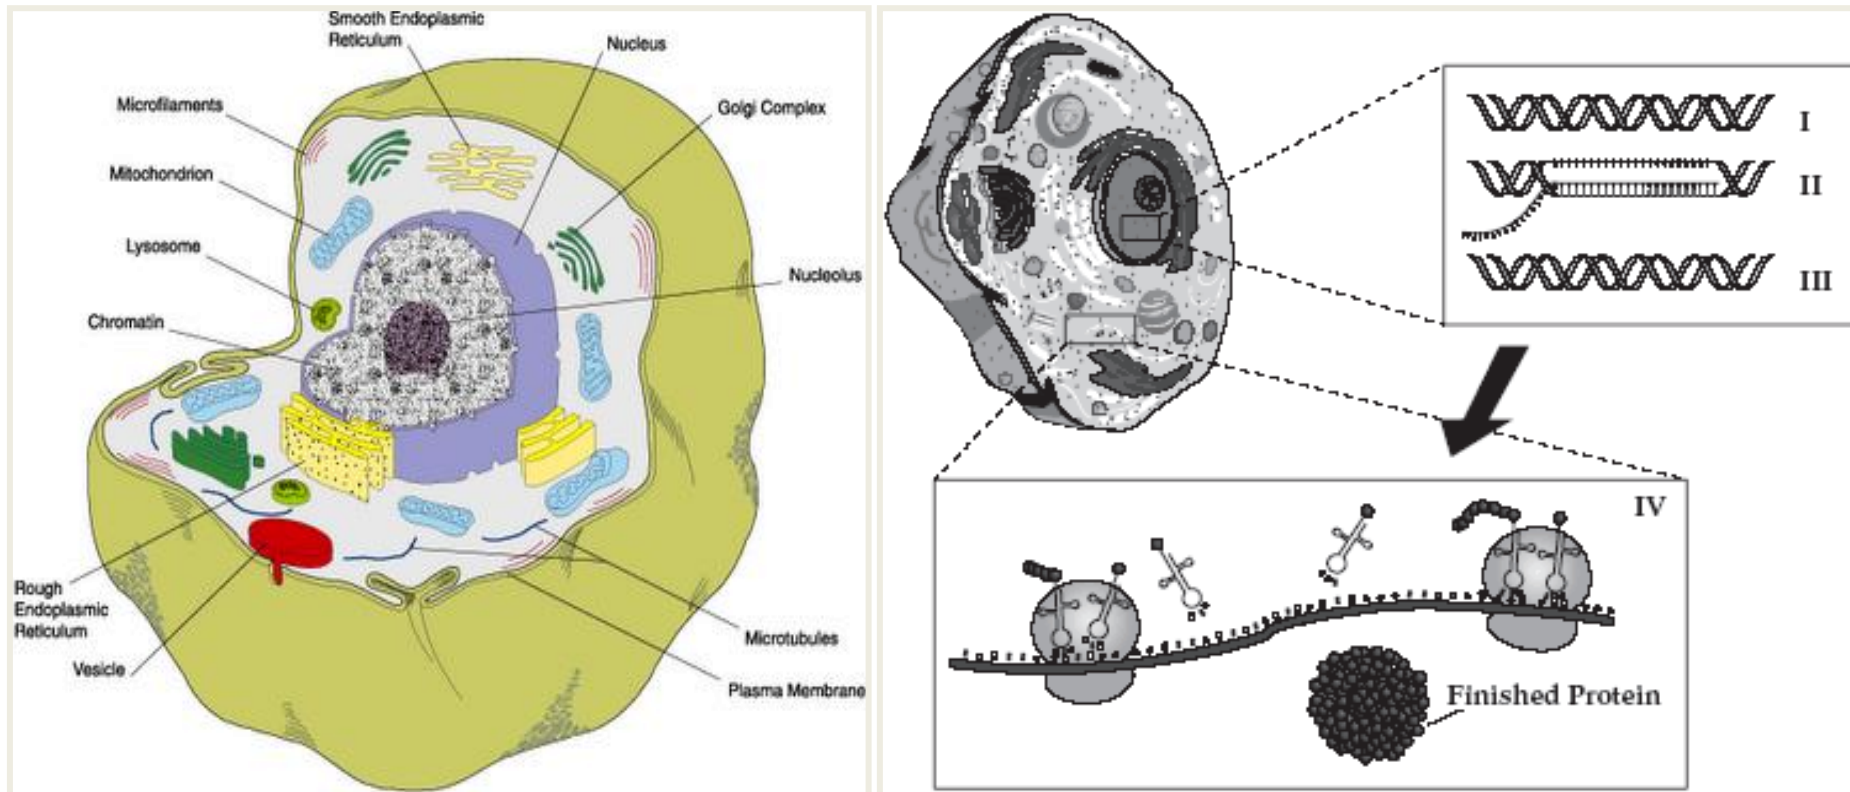 Smooth Endoplasmic
Reticulum
Nucleus
Microfilaments
Golgi Complex
Mitochondrion
Lysosome
Nucleolus
Chromatin
Rough
Endoplasmic
Reticulum
Vesicle
Microtubules
Plasma Membrane
I
II
III
IV
Finished Protein